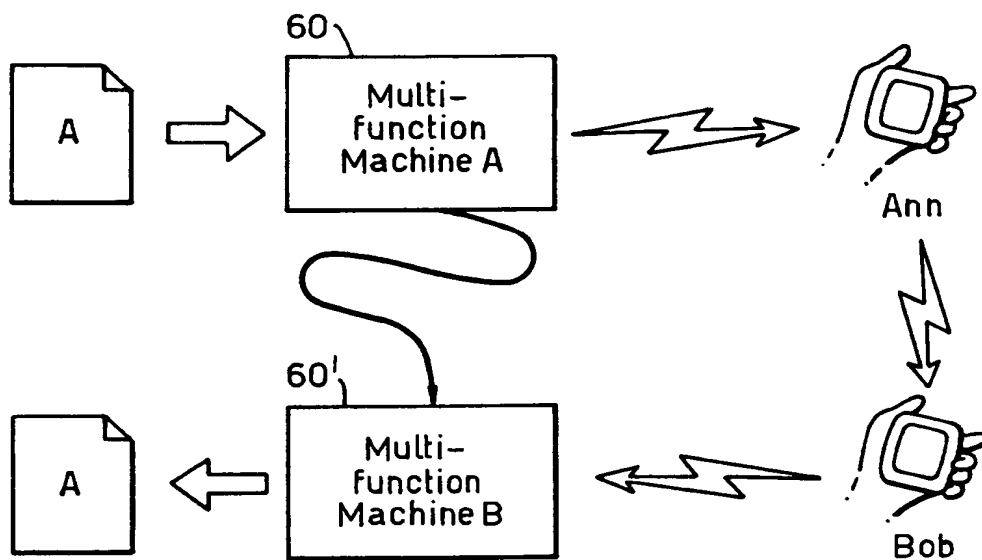 60
A
Multi-
function
Machine A
Ann
60'
A
Multi-
function
Machine B
Bob